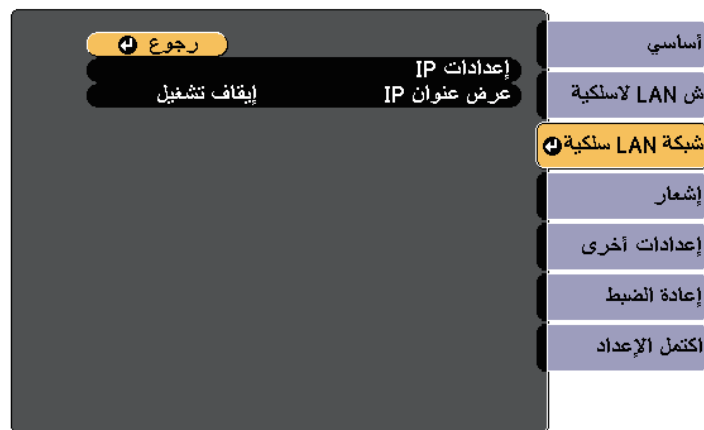 أساسي
ش LAN لاسلكية
شبكة LAN سلكية
إشعار
إعدادات أخرى
إعادة الضبط
اكتمل الإعداد
رجوع
إعدادات IP
عرض عنوان IP إيقاف تشغيل